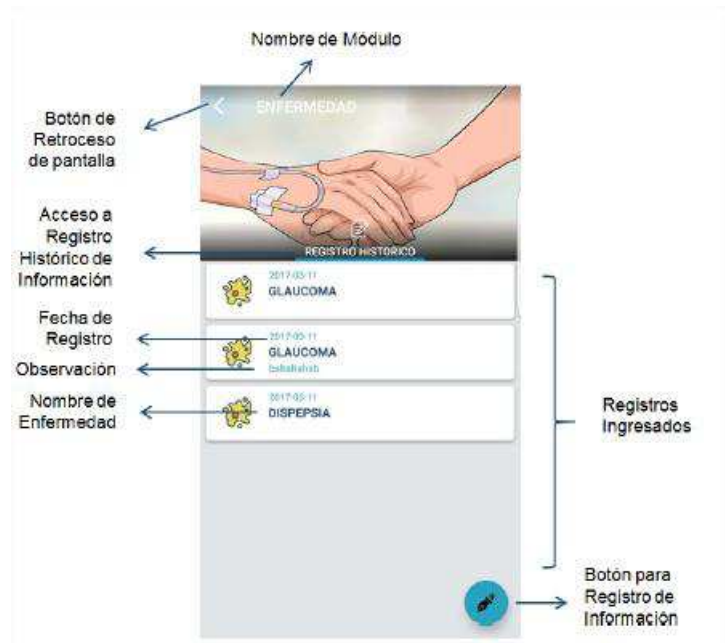 Nombre de Módulo
Botón de
Retroceso
de pantalla
ENFERMEDAD
Acceso a
Registro
Histórico de
Información
REGISTRO HISTÓRICO
2017-03-11
GLAUCOMA
Fecha de
Registro
2017-03-11
GLAUCOMA
Observación
Nombre de
Enfermedad
2017-03-11
DISPEPSIA
Registros
Ingresados
Botón para
Registro de
Información